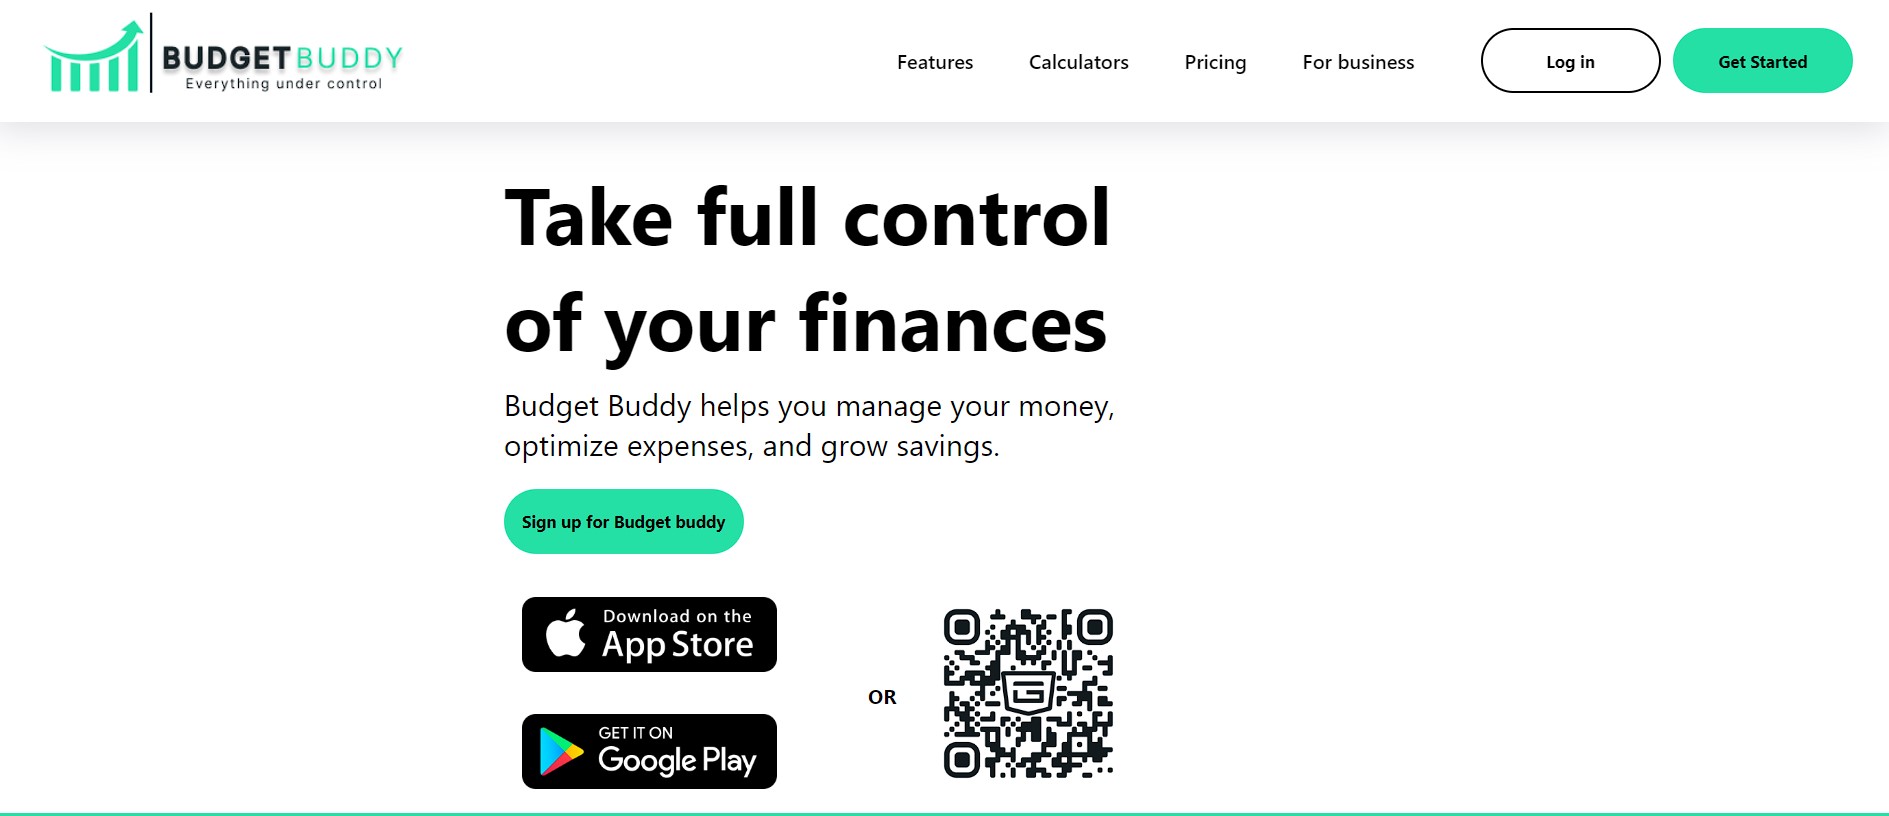 BUDGETBUDDY
Everything under control
Features
Calculators
Pricing
For business
Log in
Get Started
Take full control
of your finances
Budget Buddy helps you manage your money,
optimize expenses, and grow savings.
Sign up for Budget buddy
Download on the
App Store
OR
GET IT ON
Google Play